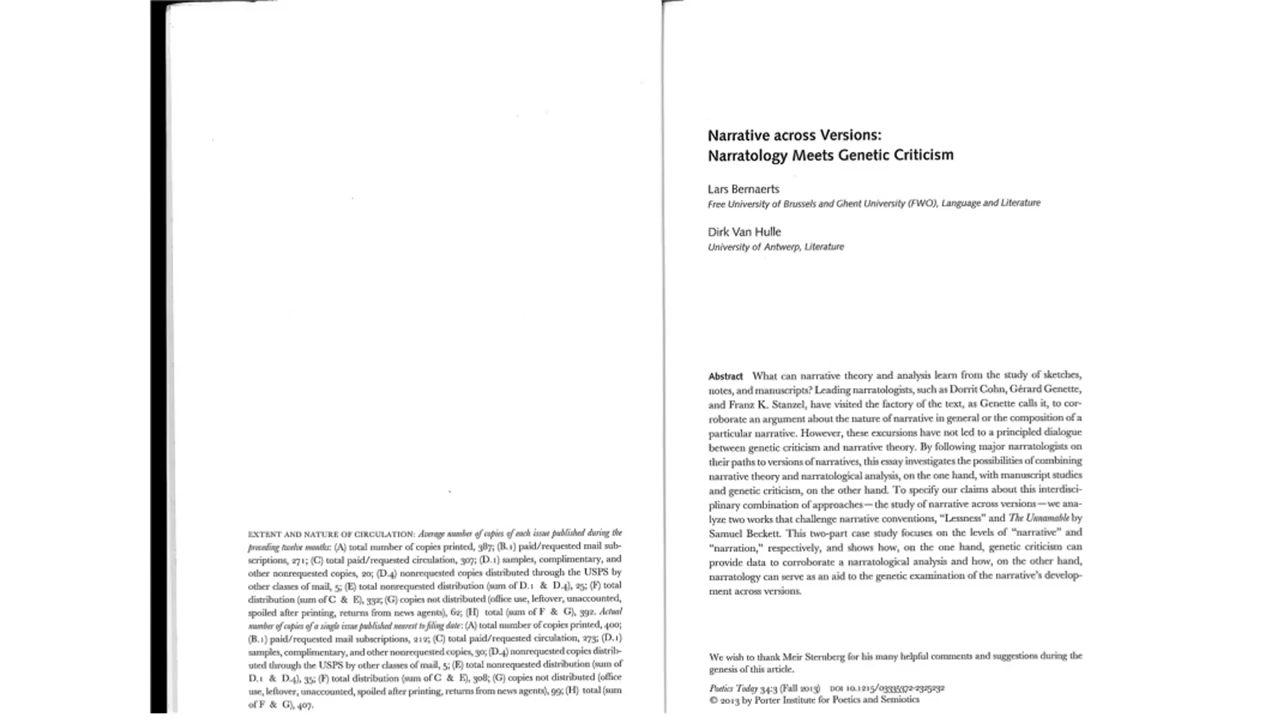 EXTENT AND NATURE OF CIRCULATION: Average number of copies of each issue published during the
preceding twelve months: (A) total number of copies printed, 387; (B.1) paid/requested mail sub-
scriptions, 271; (C) total paid/requested circulation, 307; (D.1) samples, complimentary, and
other nonrequested copies, 20; (D.4) nonrequested copies distributed through the USPS by
other classes of mail, 5; (E) total nonrequested distribution (sum of D.1 & D.4), 25; (F) total
distribution (sum of C & E), 332; (G) copies not distributed (office use, leftover, unaccounted,
spoiled after printing, returns from news agents), 62; (H) total (sum of F & G), 392. Actual
number of copies of a single issue published nearest to filing date: (A) total number of copies printed, 400;
(B.1) paid/requested mail subscriptions, 212; (C) total paid/requested circulation, 273; (D.1)
samples, complimentary, and other nonrequested copies, 30; (D.4) nonrequested copies distrib-
uted through the USPS by other classes of mail, 5; (E) total nonrequested distribution (sum of
D.1 & D.4), 35; (F) total distribution (sum of C & E), 308; (G) copies not distributed (office
use, leftover, unaccounted, spoiled after printing, returns from news agents), 99; (H) total (sum
of F & G), 407.
Narrative across Versions:
Narratology Meets Genetic Criticism
Lars Bernaerts
Free University of Brussels and Ghent University (FWO), Language and Literature
Dirk Van Hulle
University of Antwerp, Literature
Abstract What can narrative theory and analysis learn from the study of sketches,
notes, and manuscripts? Leading narratologists, such as Dorrit Cohn, Gérard Genette,
and Franz K. Stanzel, have visited the factory of the text, as Genette calls it, to cor-
roborate an argument about the nature of narrative in general or the composition of a
particular narrative. However, these excursions have not led to a principled dialogue
between genetic criticism and narrative theory. By following major narratologists on
their paths to versions of narratives, this essay investigates the possibilities of combining
narrative theory and narratological analysis, on the one hand, with manuscript studies
and genetic criticism, on the other hand. To specify our claims about this interdisci-
plinary combination of approaches—the study of narrative across versions—we ana-
lyze two works that challenge narrative conventions, "Lessness" and The Unnamable by
Samuel Beckett. This two-part case study focuses on the levels of "narrative" and
"narration," respectively, and shows how, on the one hand, genetic criticism can
provide data to corroborate a narratological analysis and how, on the other hand,
narratology can serve as an aid to the genetic examination of the narrative's develop-
ment across versions.
We wish to thank Meir Sternberg for his many helpful comments and suggestions during the
genesis of this article.
Poetics Today 34:3 (Fall 2013) DOI 10.1215/03335372-2325232
© 2013 by Porter Institute for Poetics and Semiotics